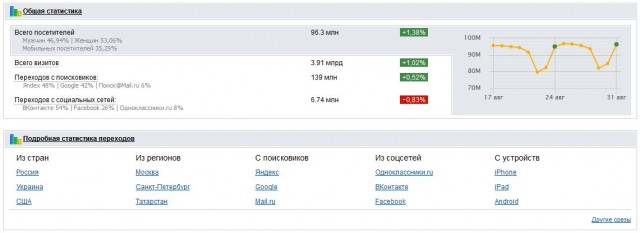 Общая статистика
Всего посетителей 96.3 млн +1,38%
Мужчин 46,94% | Женщин 53,06%
Мобильных посетителей 35,29%
Всего визитов 3.91 млрд +1,02%
Переходов с поисковиков: 139 млн +0,52%
Яndex 48% | Google 42% | Поиск@Mail.ru 6%
Переходов с социальных сетей: 6.74 млн −0,83%
ВКонтакте 54% | Facebook 26% | Одноклассники.ru 8%
100M
90M
80M
70M
17 авг 24 авг 31 авг
Подробная статистика переходов
Из стран Из регионов С поисковиков Из соцсетей С устройств
Россия Москва Яндекс Одноклассники.ru iPhone
Украина Санкт-Петербург Google ВКонтакте iPad
США Татарстан Mail.ru Facebook Android
Другие срезы